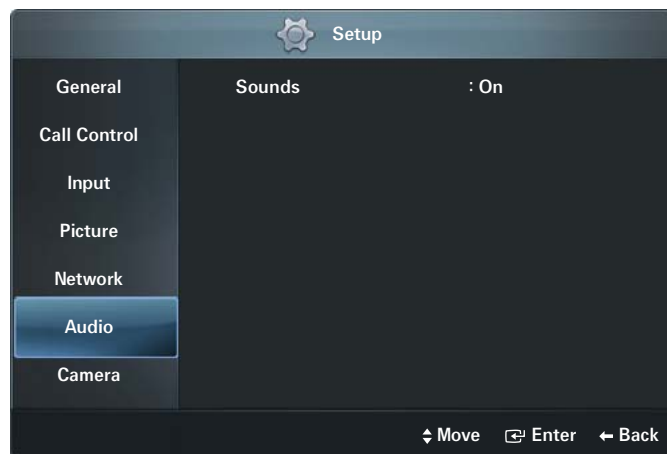 Setup
General
Sounds : On
Call Control
Input
Picture
Network
Audio
Camera
Move Enter Back